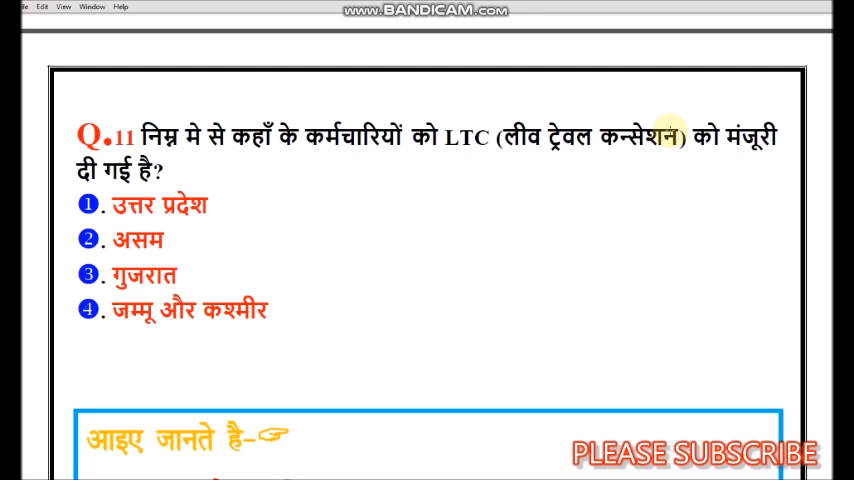 File Edit View Window Help
www.BANDICAM.com
Q.11 निम्न मे से कहाँ के कर्मचारियों को LTC (लीव ट्रेवल कन्सेशन) को मंजूरी
दी गई है?
1. उत्तर प्रदेश
2. असम
3. गुजरात
4. जम्मू और कश्मीर
आइए जानते है-
PLEASE SUBSCRIBE